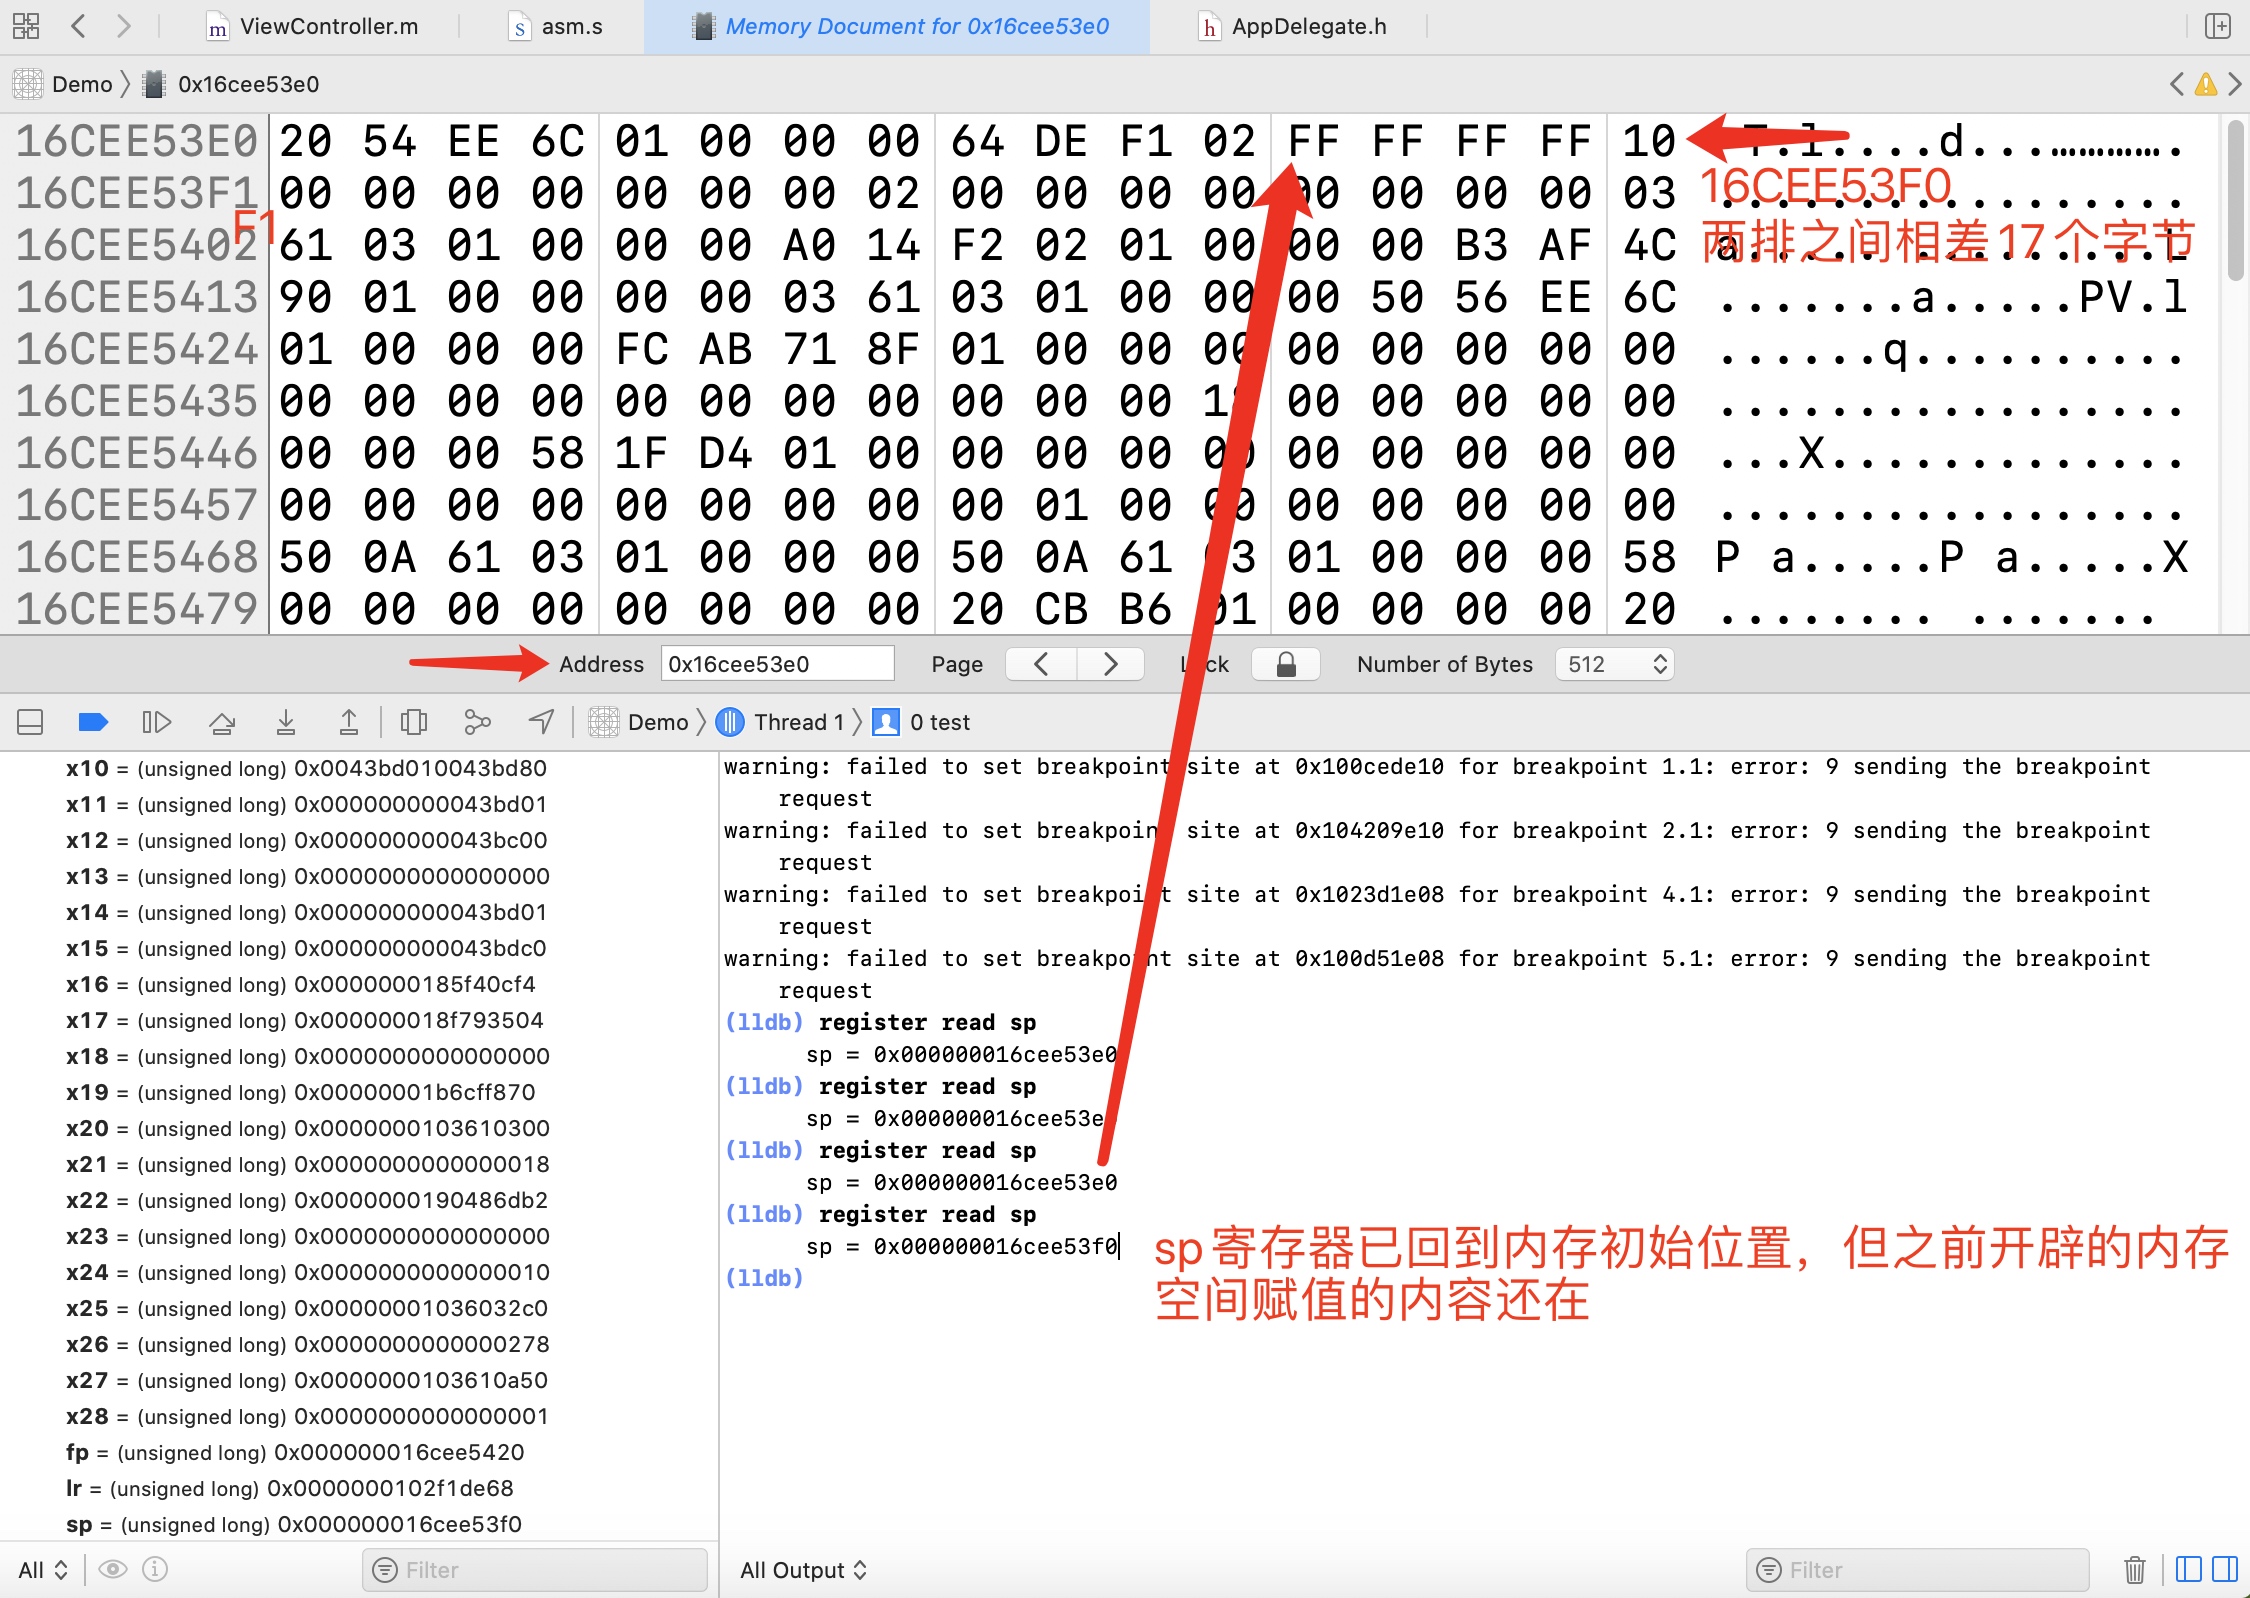 ViewController.m
asm.s
Memory Document for 0x16cee53e0
AppDelegate.h
Demo 0x16cee53e0
16CEE53E0 20 54 EE 6C 01 00 00 00 64 DE F1 02 FF FF FF FF 10 T.l....d............
16CEE53F0
16CEE53F1 00 00 00 00 00 00 00 02 00 00 00 00 00 00 00 00 03
F1
两排之间相差17个字节
16CEE5402 61 03 01 00 00 00 A0 14 F2 02 01 00 00 00 B3 AF 4C a...............L
16CEE5413 90 01 00 00 00 00 03 61 03 01 00 00 00 50 56 EE 6C .......a.....PV.l
16CEE5424 01 00 00 00 FC AB 71 8F 01 00 00 00 00 00 00 00 00 ......q..........
16CEE5435 00 00 00 00 00 00 00 00 00 00 00 00 00 00 00 00 .................
16CEE5446 00 00 00 58 1F D4 01 00 00 00 00 00 00 00 00 00 00 ...X.............
16CEE5457 00 00 00 00 00 00 00 00 00 01 00 00 00 00 00 00 00 .................
16CEE5468 50 0A 61 03 01 00 00 00 50 0A 61 03 01 00 00 00 58 P a.....P a.....X
16CEE5479 00 00 00 00 00 00 00 00 20 CB B6 01 00 00 00 00 20 ........ .......
Address 0x16cee53e0 Page Lock Number of Bytes 512
Demo Thread 1 0 test
x10 = (unsigned long) 0x0043bd010043bd80
x11 = (unsigned long) 0x000000000043bd01
x12 = (unsigned long) 0x000000000043bc00
x13 = (unsigned long) 0x0000000000000000
x14 = (unsigned long) 0x000000000043bd01
x15 = (unsigned long) 0x000000000043bdc0
x16 = (unsigned long) 0x0000000185f40cf4
x17 = (unsigned long) 0x000000018f793504
x18 = (unsigned long) 0x0000000000000000
x19 = (unsigned long) 0x00000001b6cff870
x20 = (unsigned long) 0x0000000103610300
x21 = (unsigned long) 0x0000000000000018
x22 = (unsigned long) 0x0000000190486db2
x23 = (unsigned long) 0x0000000000000000
x24 = (unsigned long) 0x0000000000000010
x25 = (unsigned long) 0x00000001036032c0
x26 = (unsigned long) 0x0000000000000278
x27 = (unsigned long) 0x0000000103610a50
x28 = (unsigned long) 0x0000000000000001
fp = (unsigned long) 0x000000016cee5420
lr = (unsigned long) 0x0000000102f1de68
sp = (unsigned long) 0x000000016cee53f0
All Filter
warning: failed to set breakpoint site at 0x100cede10 for breakpoint 1.1: error: 9 sending the breakpoint
request
warning: failed to set breakpoint site at 0x104209e10 for breakpoint 2.1: error: 9 sending the breakpoint
request
warning: failed to set breakpoint site at 0x1023d1e08 for breakpoint 4.1: error: 9 sending the breakpoint
request
warning: failed to set breakpoint site at 0x100d51e08 for breakpoint 5.1: error: 9 sending the breakpoint
request
(lldb) register read sp
sp = 0x000000016cee53e0
(lldb) register read sp
sp = 0x000000016cee53e
(lldb) register read sp
sp = 0x000000016cee53e0
(lldb) register read sp
sp = 0x000000016cee53f0
(lldb)
sp寄存器已回到内存初始位置，但之前开辟的内存
空间赋值的内容还在
All Output Filter